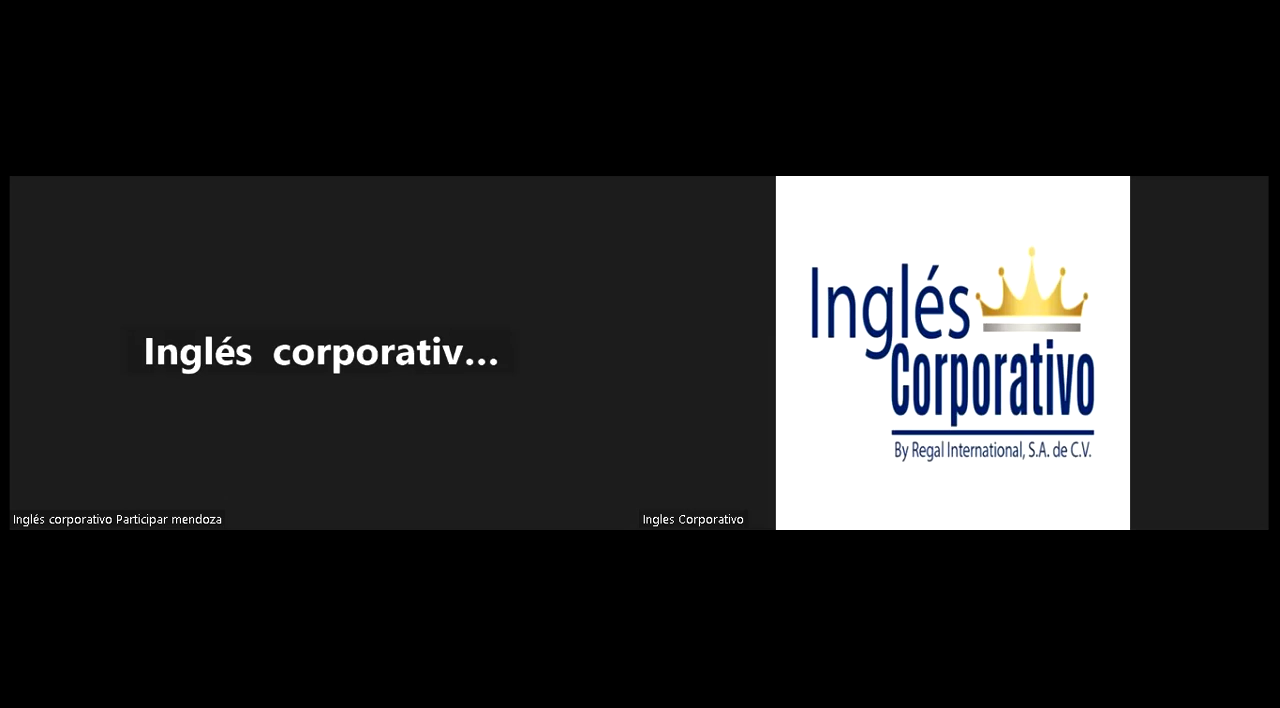 Inglés corporativ...
Inglés corporativo Participar mendoza
Inglés
Corporativo
By Regal International, S.A. de C.V.
Ingles Corporativo